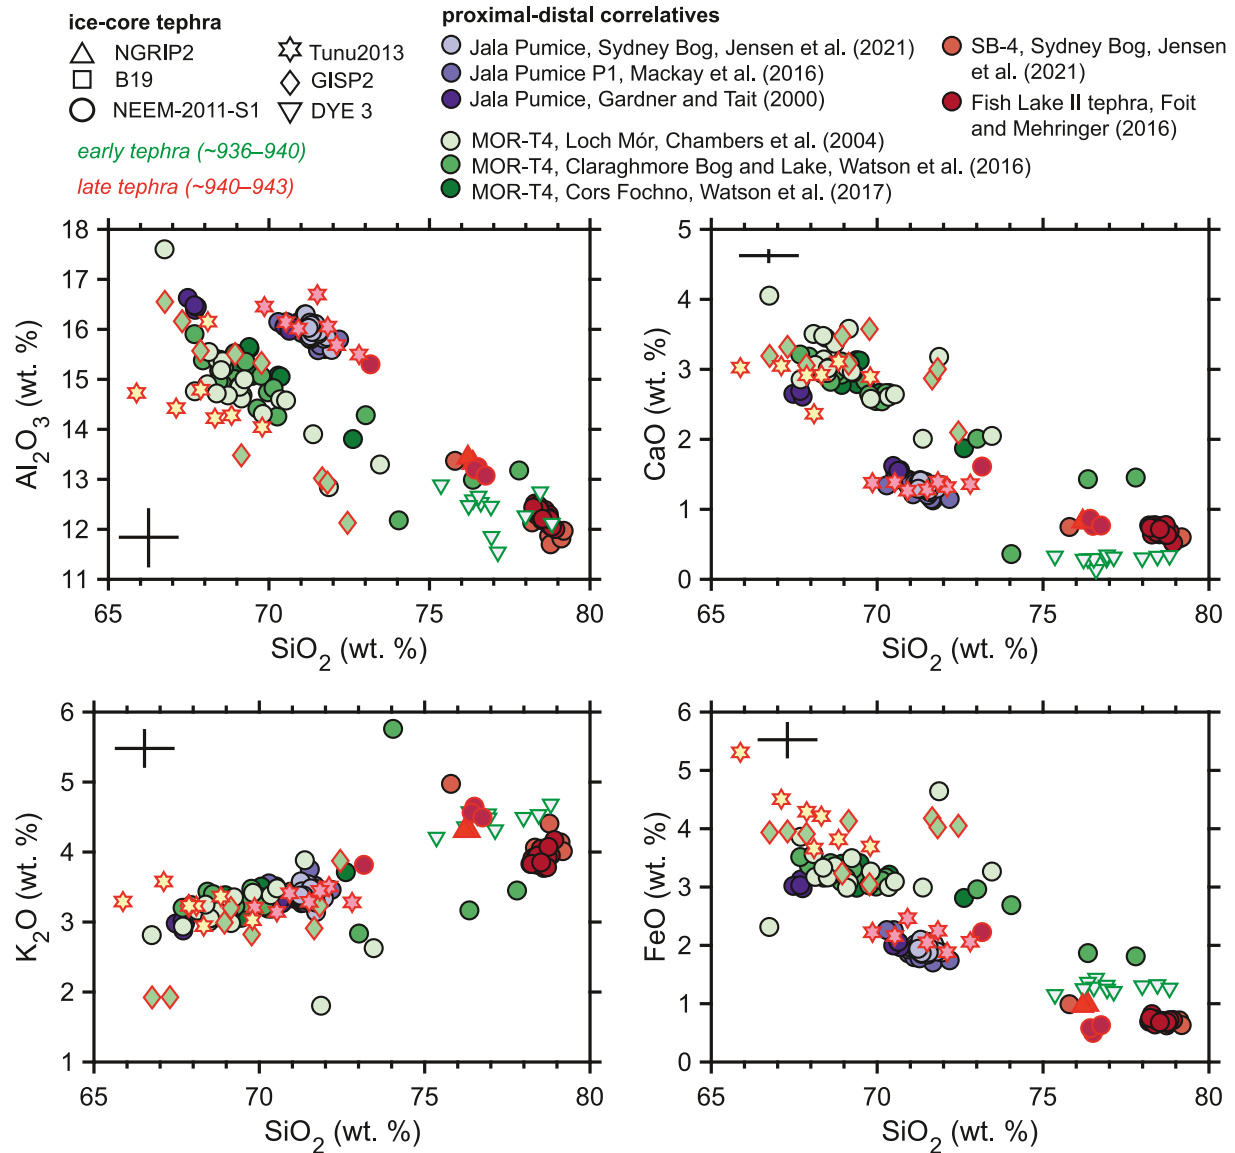 ice-core tephra
NGRIP2
B19
NEEM-2011-S1
Tunu2013
GISP2
DYE 3
early tephra (~936–940)
late tephra (~940–943)
proximal-distal correlatives
Jala Pumice, Sydney Bog, Jensen et al. (2021)
Jala Pumice P1, Mackay et al. (2016)
Jala Pumice, Gardner and Tait (2000)
MOR-T4, Loch Mór, Chambers et al. (2004)
MOR-T4, Claraghmore Bog and Lake, Watson et al. (2016)
MOR-T4, Cors Fochno, Watson et al. (2017)
SB-4, Sydney Bog, Jensen
et al. (2021)
Fish Lake II tephra, Foit
and Mehringer (2016)
18
17
16
15
14
13
12
11
Al2O3 (wt. %)
65 70 75 80
SiO2 (wt. %)
5
4
3
2
1
0
CaO (wt. %)
65 70 75 80
SiO2 (wt. %)
6
5
4
3
2
1
K2O (wt. %)
65 70 75 80
SiO2 (wt. %)
6
5
4
3
2
1
0
FeO (wt. %)
65 70 75 80
SiO2 (wt. %)